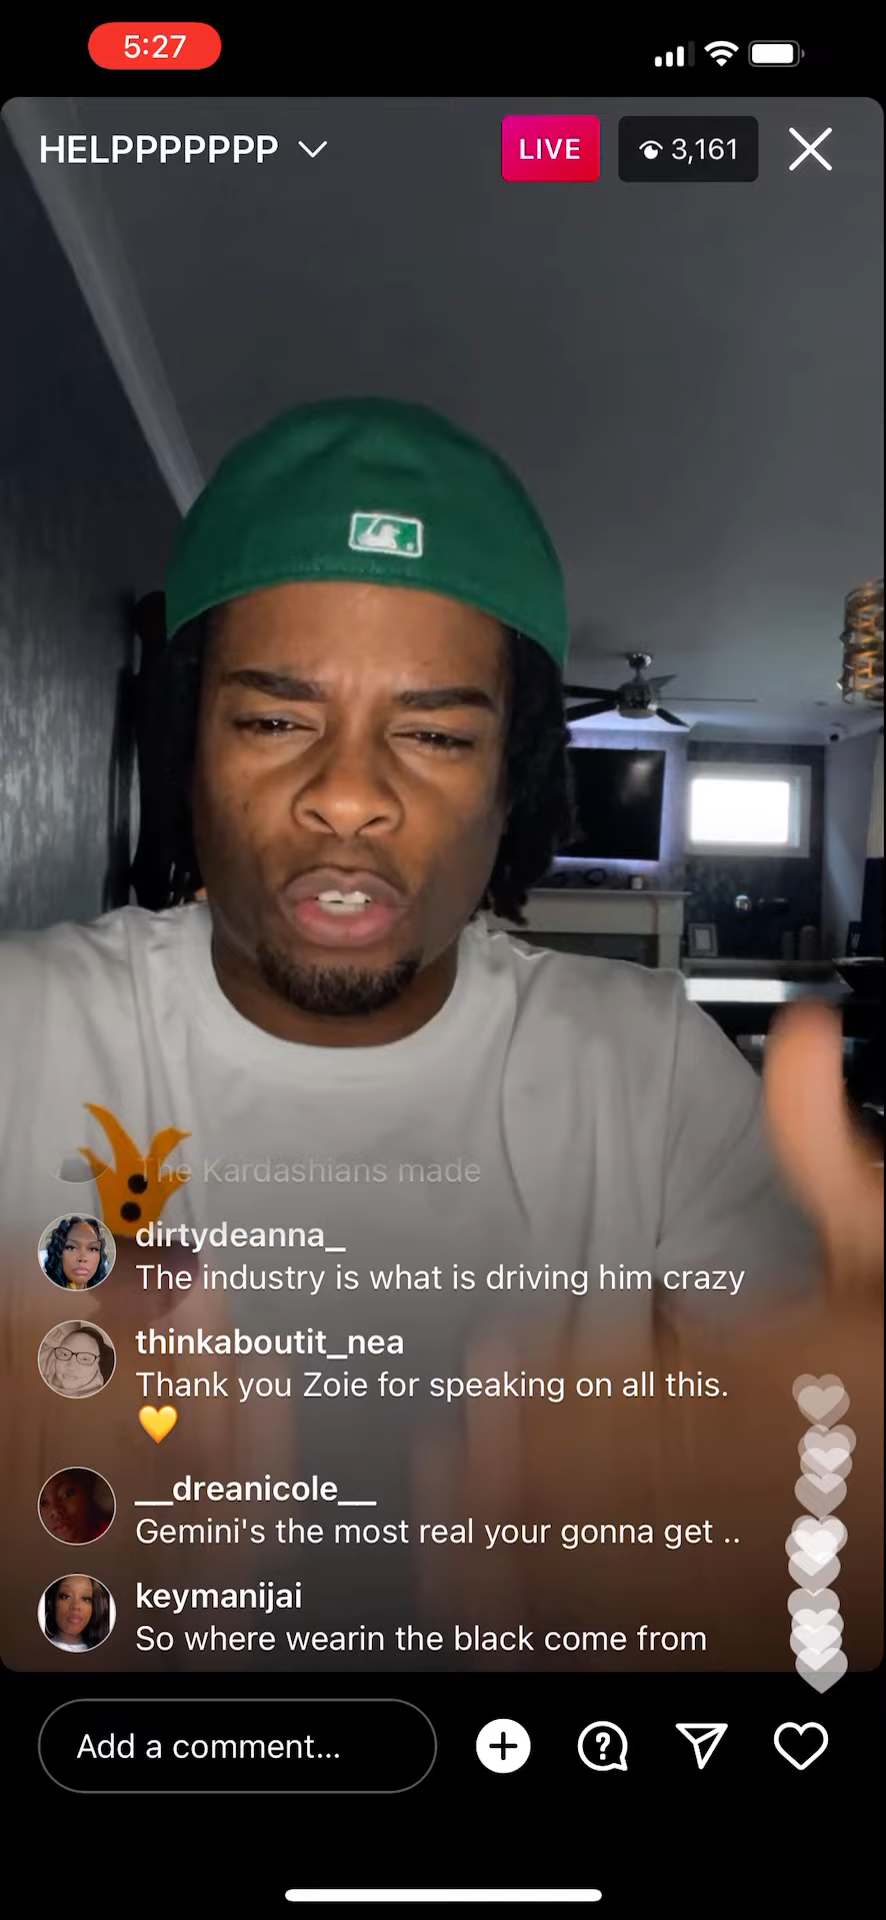 5:27
HELPPPPPPP
LIVE
3,161
The Kardashians made
dirtydeanna_
The industry is what is driving him crazy
thinkaboutit_nea
Thank you Zoie for speaking on all this.
💛
__dreanicole__
Gemini's the most real your gonna get ..
keymanijai
So where wearin the black come from
Add a comment...